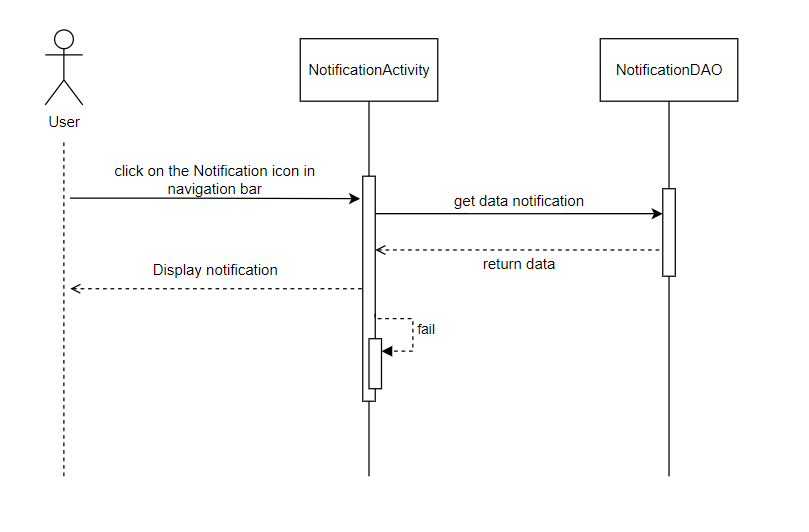 NotificationActivity
NotificationDAO
User
click on the Notification icon in
navigation bar
get data notification
return data
Display notification
fail